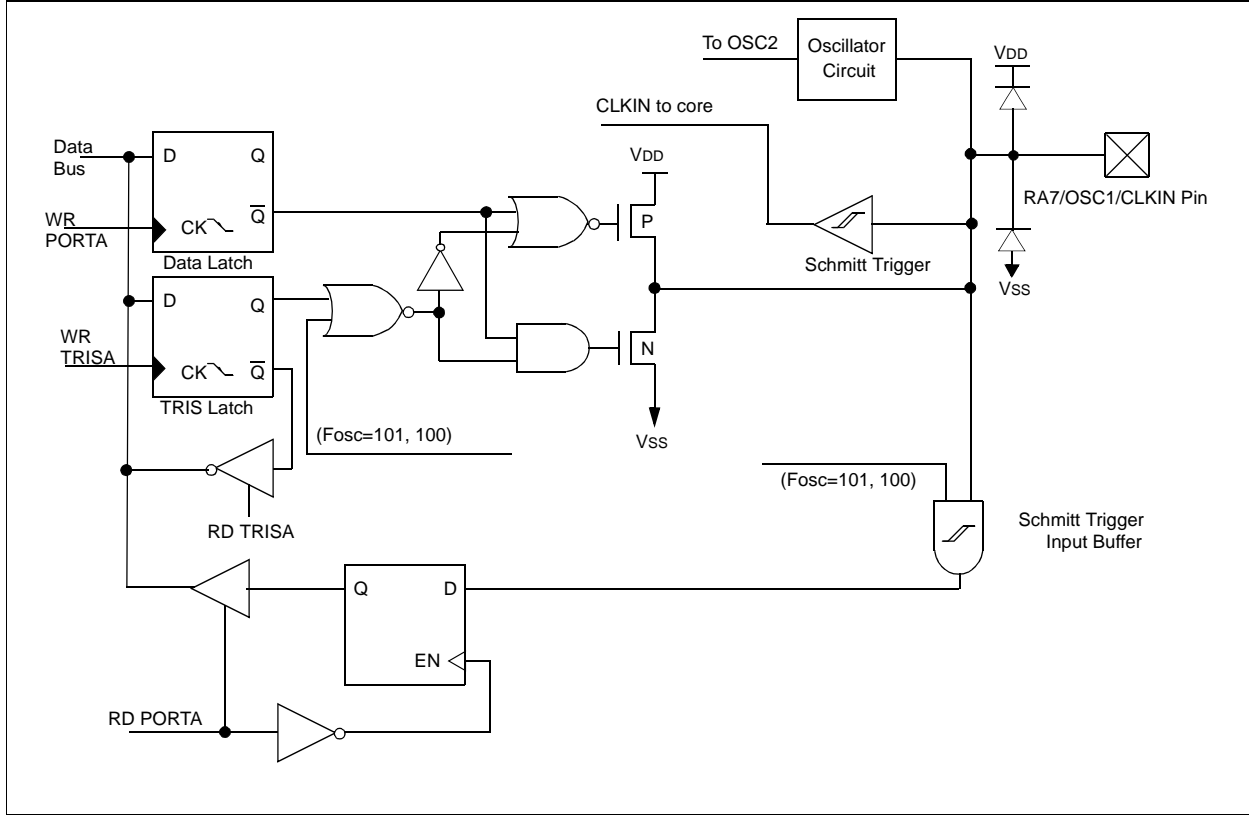 To OSC2
Oscillator
Circuit
VDD
CLKIN to core
Data
Bus
D
Q
VDD
RA7/OSC1/CLKIN Pin
WR
PORTA
CK
Q
P
Data Latch
Schmitt Trigger
VSS
D
Q
WR
TRISA
CK
Q
N
TRIS Latch
(Fosc=101, 100)
VSS
(Fosc=101, 100)
RD TRISA
Schmitt Trigger
Input Buffer
Q
D
EN
RD PORTA